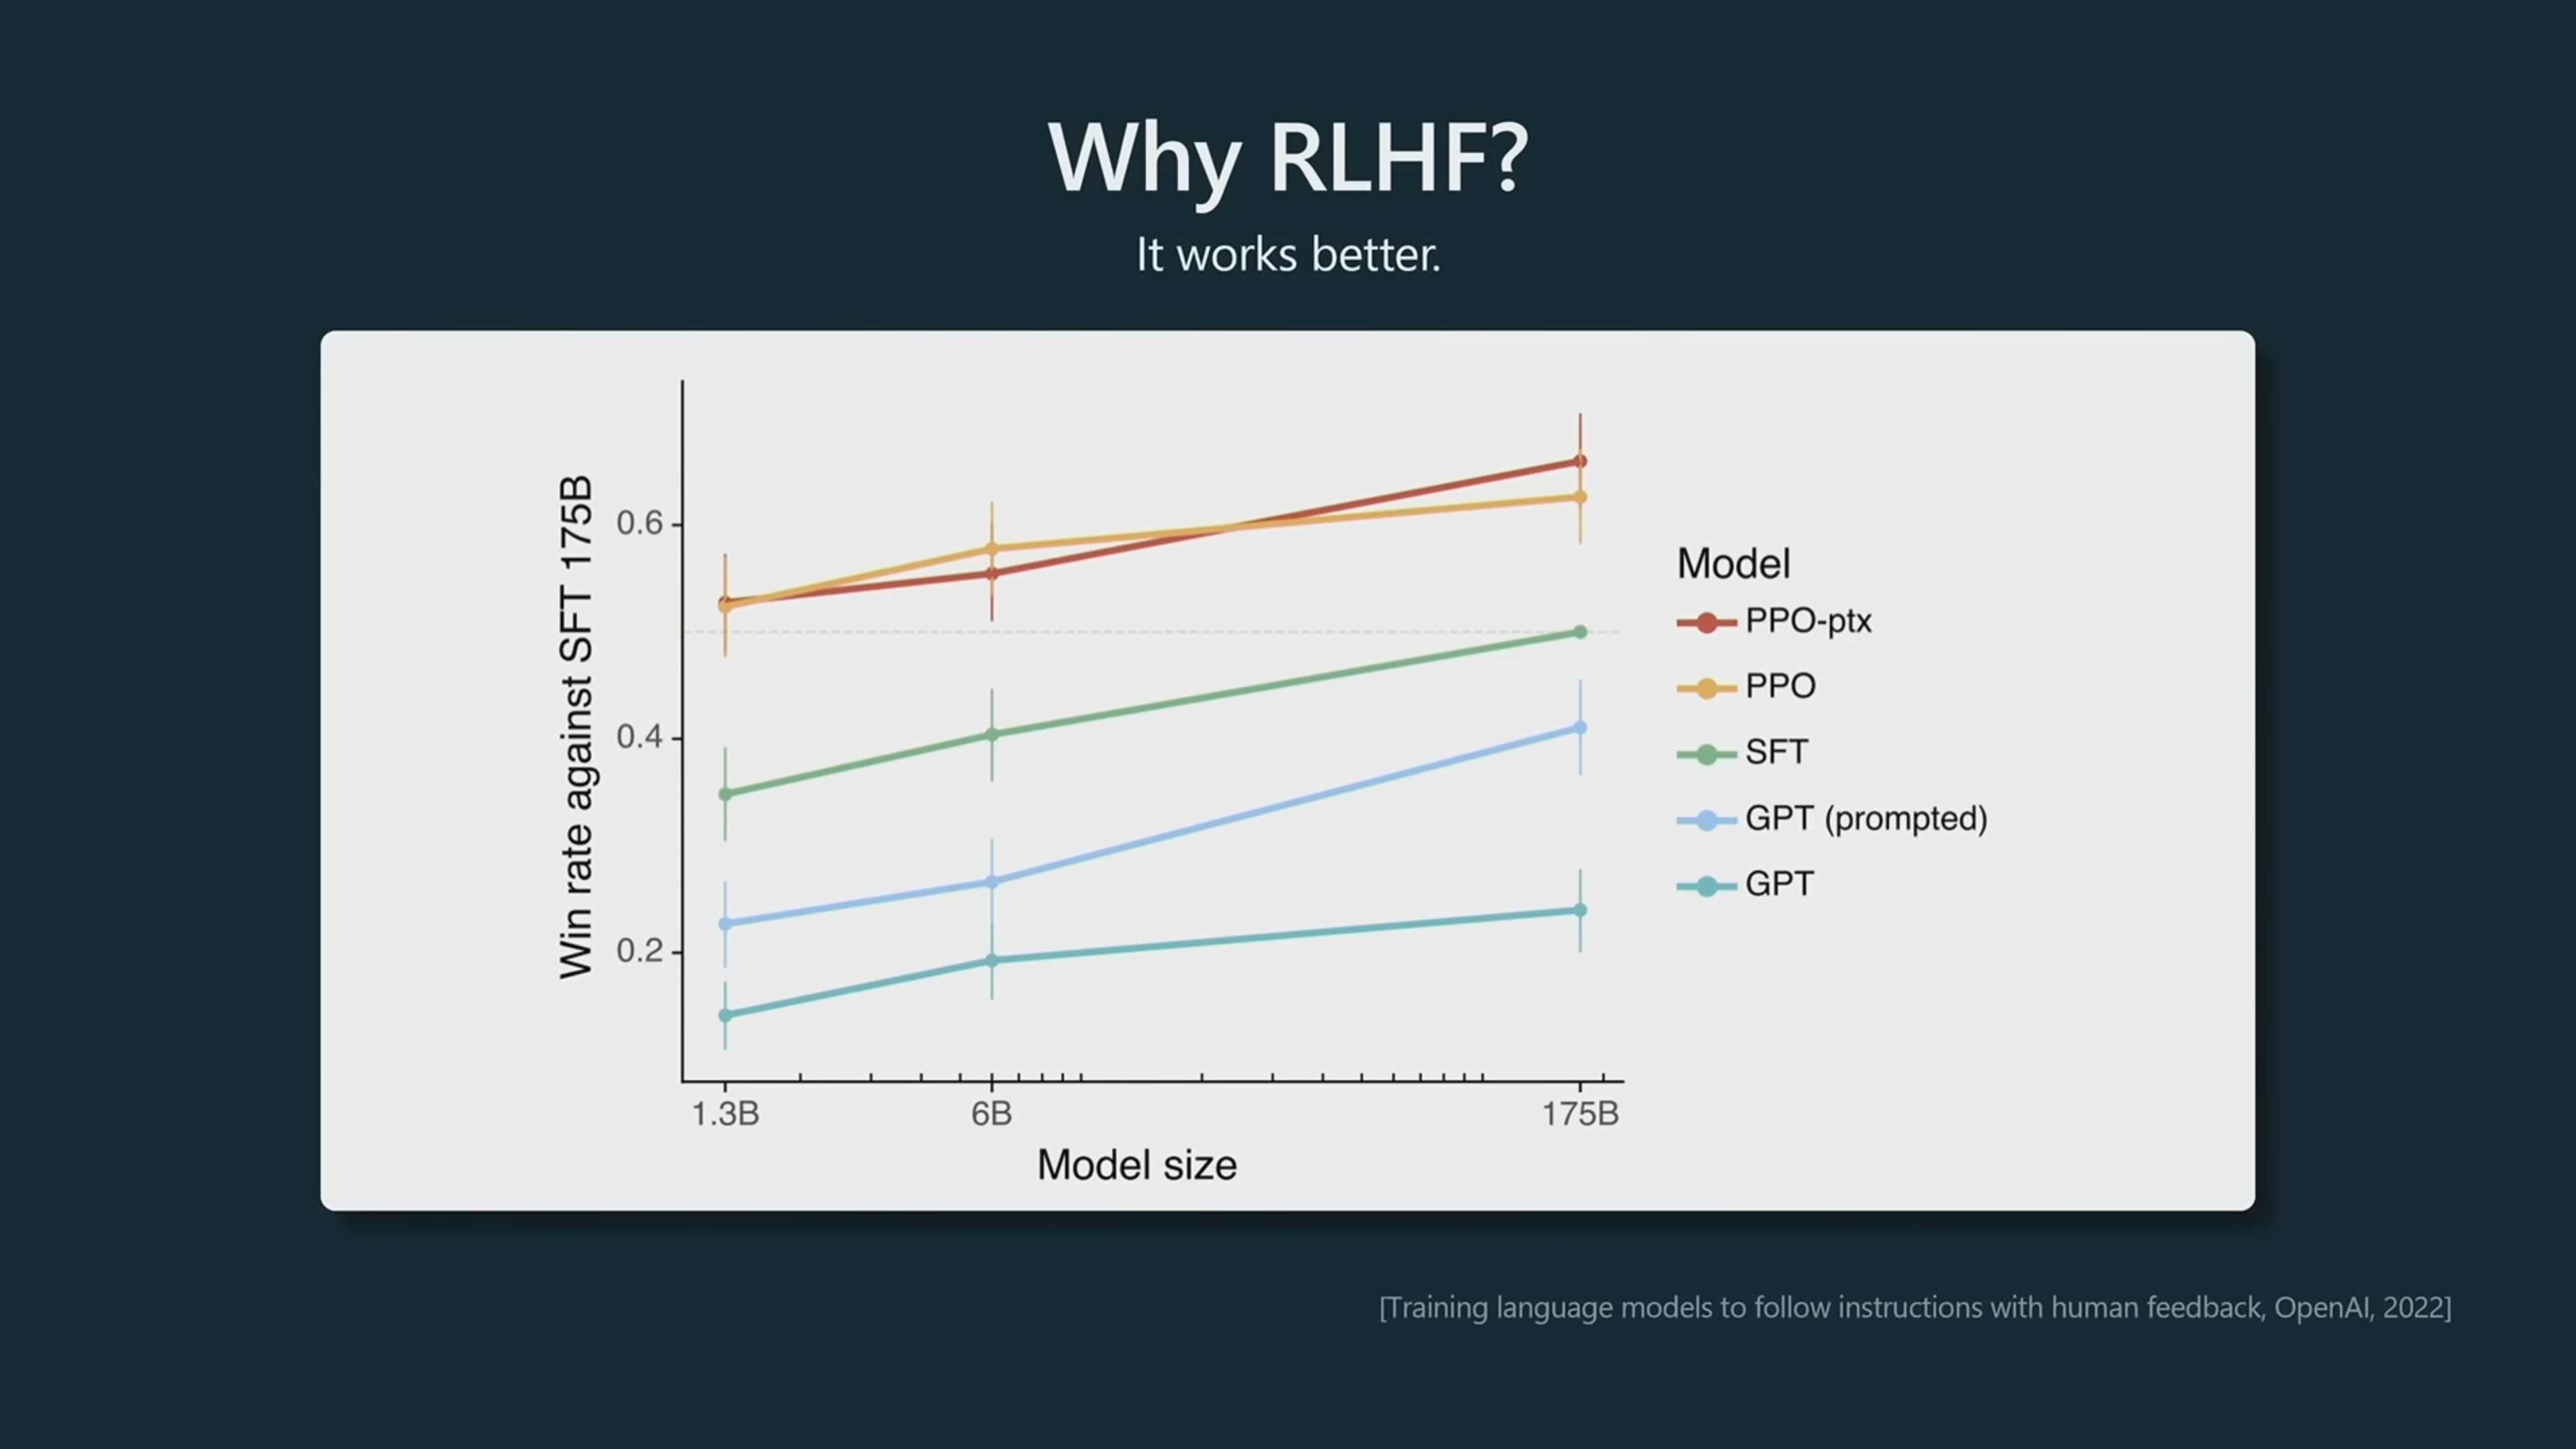 Why RLHF?
It works better.
Win rate against SFT 175B
0.6
0.4
0.2
1.3B
6B
175B
Model size
Model
PPO-ptx
PPO
SFT
GPT (prompted)
GPT
[Training language models to follow instructions with human feedback, OpenAI, 2022]